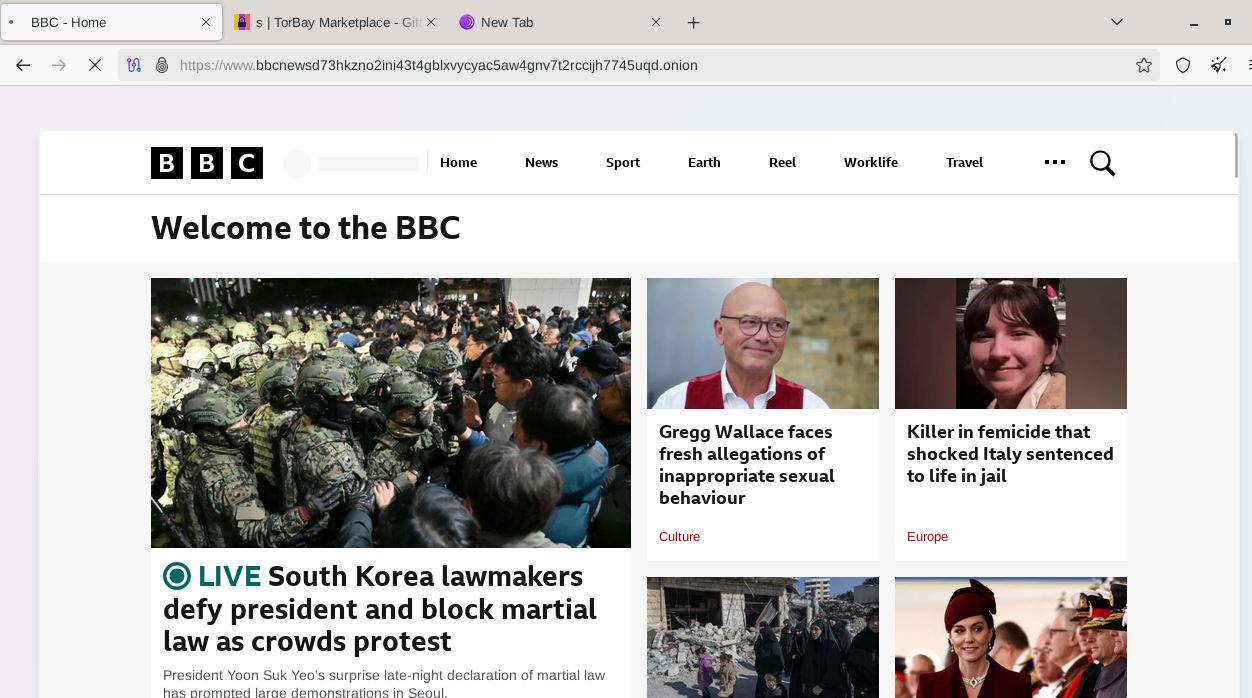 BBC - Home
s | TorBay Marketplace - Gift
New Tab
https://www.bbcnewsd73hkzno2ini43t4gblxvycyac5aw4gnv7t2rccijh7745uqd.onion
BBC
Home News Sport Earth Reel Worklife Travel
Welcome to the BBC
LIVE South Korea lawmakers
defy president and block martial
law as crowds protest
President Yoon Suk Yeo's surprise late-night declaration of martial law
has prompted large demonstrations in Seoul.
Gregg Wallace faces
fresh allegations of
inappropriate sexual
behaviour
Culture
Killer in femicide that
shocked Italy sentenced
to life in jail
Europe